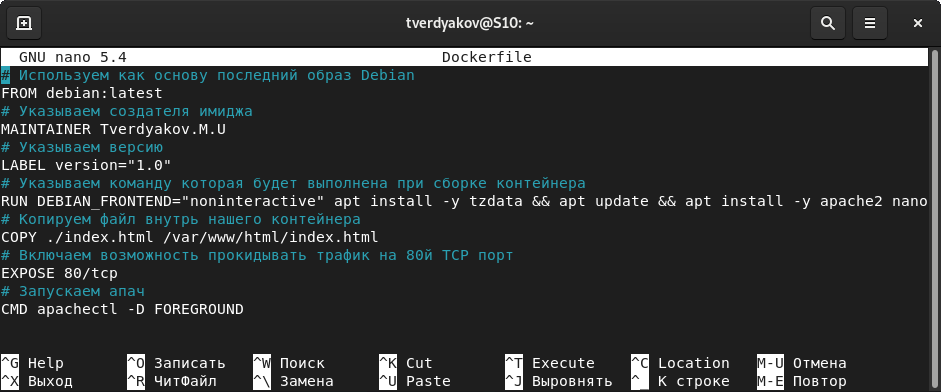 tverdyakov@S10: ~
GNU nano 5.4 Dockerfile
# Используем как основу последний образ Debian
FROM debian:latest
# Указываем создателя имиджа
MAINTAINER Tverdyakov.M.U
# Указываем версию
LABEL version="1.0"
# Указываем команду которая будет выполнена при сборке контейнера
RUN DEBIAN_FRONTEND="noninteractive" apt install -y tzdata && apt update && apt install -y apache2 nano
# Копируем файл внутрь нашего контейнера
COPY ./index.html /var/www/html/index.html
# Включаем возможность прокидывать трафик на 80й TCP порт
EXPOSE 80/tcp
# Запускаем апач
CMD apachectl -D FOREGROUND
^G Help ^O Записать ^W Поиск ^K Cut ^T Execute ^C Location M-U Отмена
^X Выход ^R ЧитФайл ^\ Замена ^U Paste ^J Выровнять ^_ К строке M-E Повтор